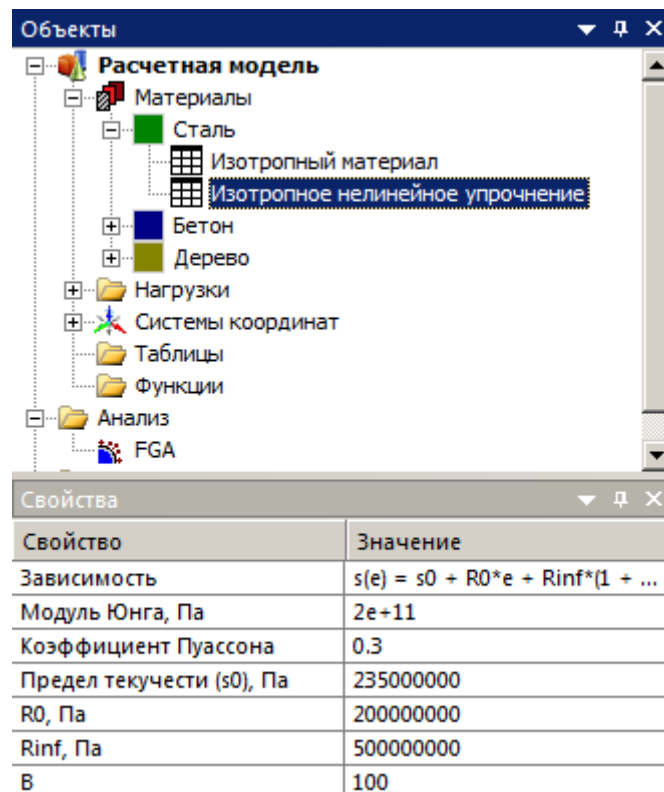 Объекты
Расчетная модель
Материалы
Сталь
Изотропный материал
Изотропное нелинейное упрочнение
Бетон
Дерево
Нагрузки
Системы координат
Таблицы
Функции
Анализ
FGA
Свойства
Свойство Значение
Зависимость s(e) = s0 + R0*e + Rinf*(1 + ...
Модуль Юнга, Па 2e+11
Коэффициент Пуассона 0.3
Предел текучести (s0), Па 235000000
R0, Па 200000000
Rinf, Па 500000000
B 100